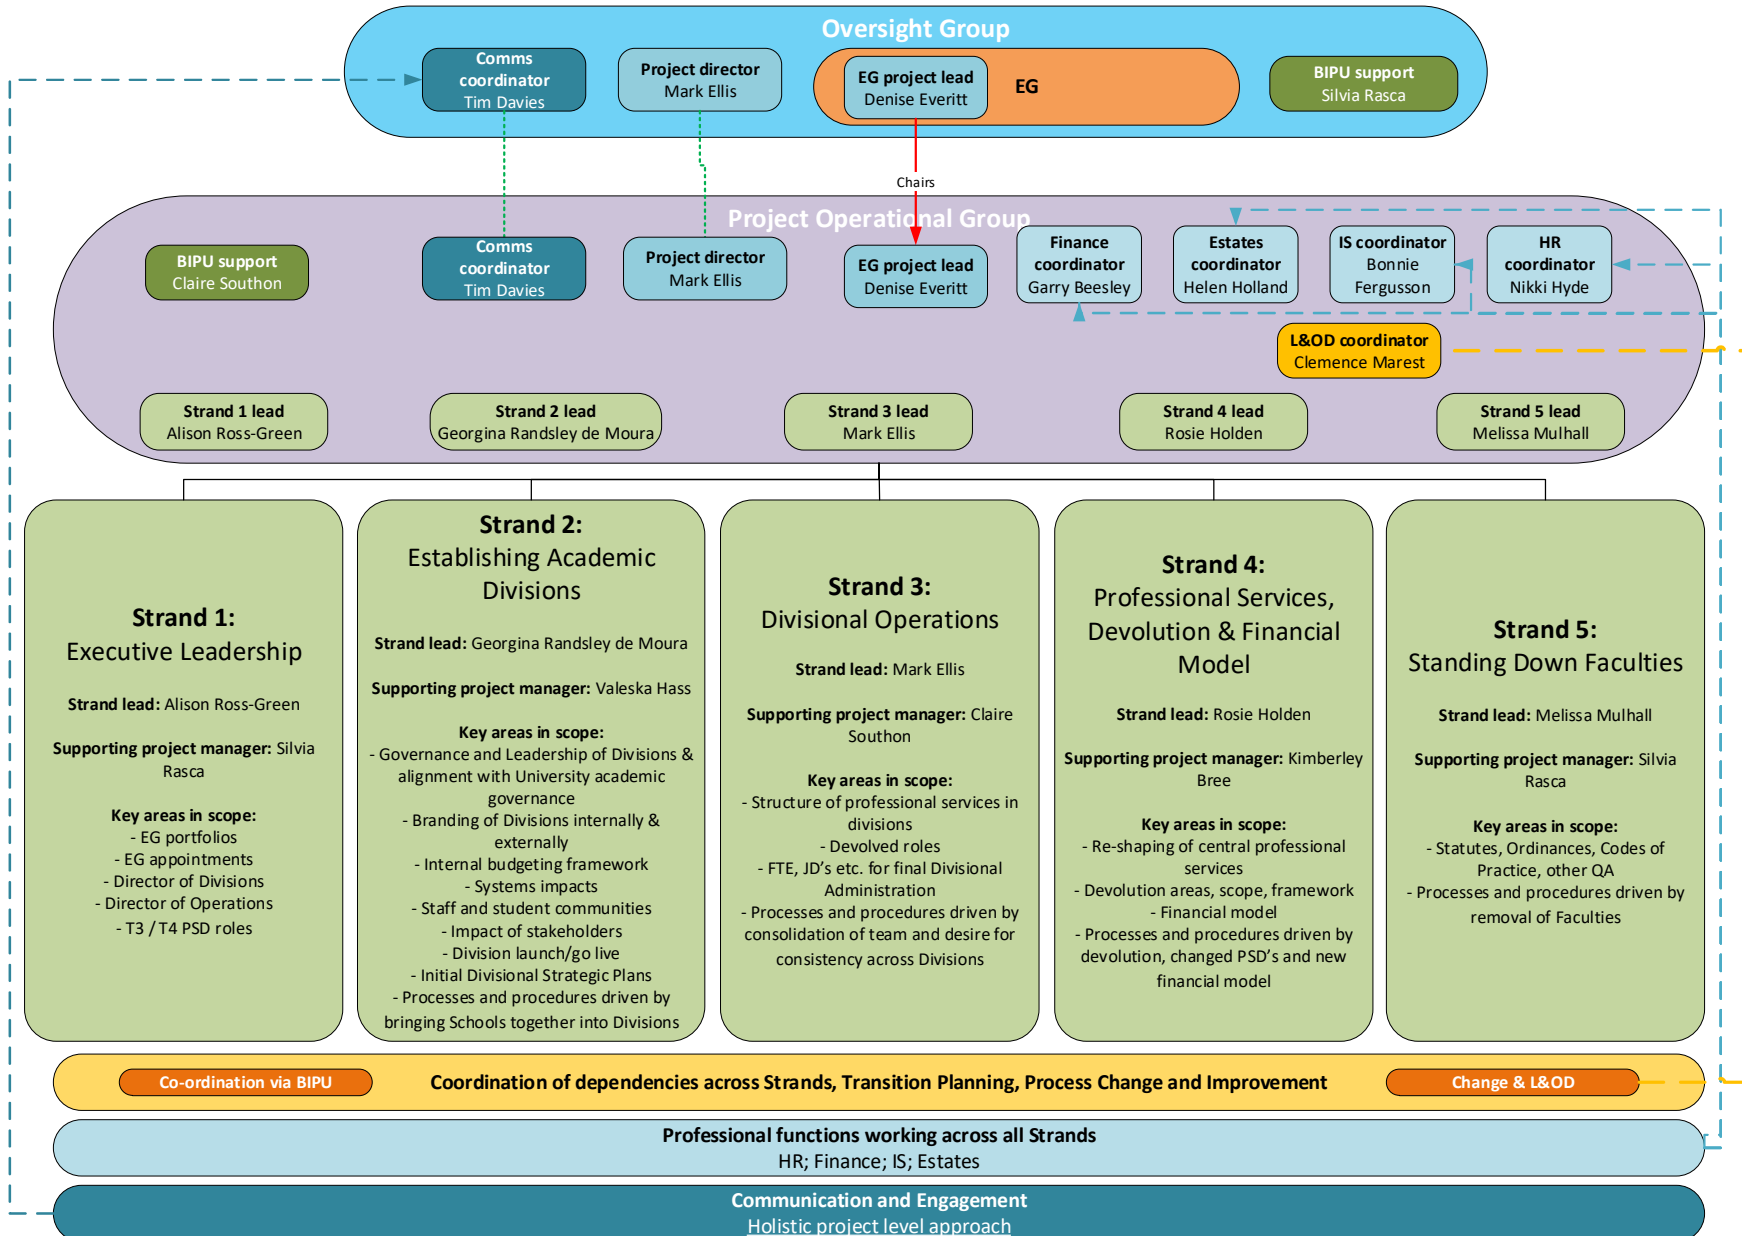 Oversight Group
Comms
coordinator
Tim Davies
Project director
Mark Ellis
EG project lead
Denise Everitt
EG
BIPU support
Silvia Rasca
Chairs
Project Operational Group
BIPU support
Claire Southon
Comms
coordinator
Tim Davies
Project director
Mark Ellis
EG project lead
Denise Everitt
Finance
coordinator
Garry Beesley
Estates
coordinator
Helen Holland
IS coordinator
Bonnie
Fergusson
HR
coordinator
Nikki Hyde
L&OD coordinator
Clemence Marest
Strand 1 lead
Alison Ross-Green
Strand 2 lead
Georgina Randsley de Moura
Strand 3 lead
Mark Ellis
Strand 4 lead
Rosie Holden
Strand 5 lead
Melissa Mulhall
Strand 1:
Executive Leadership
Strand lead: Alison Ross-Green
Supporting project manager: Silvia
Rasca
Key areas in scope:
- EG portfolios
- EG appointments
- Director of Divisions
- Director of Operations
- T3 / T4 PSD roles
Strand 2:
Establishing Academic
Divisions
Strand lead: Georgina Randsley de Moura
Supporting project manager: Valeska Hass
Key areas in scope:
- Governance and Leadership of Divisions &
alignment with University academic
governance
- Branding of Divisions internally &
externally
- Internal budgeting framework
- Systems impacts
- Staff and student communities
- Impact of stakeholders
- Division launch/go live
- Initial Divisional Strategic Plans
- Processes and procedures driven by
bringing Schools together into Divisions
Strand 3:
Divisional Operations
Strand lead: Mark Ellis
Supporting project manager: Claire
Southon
Key areas in scope:
- Structure of professional services in
divisions
- Devolved roles
- FTE, JD's etc. for final Divisional
Administration
- Processes and procedures driven by
consolidation of team and desire for
consistency across Divisions
Strand 4:
Professional Services,
Devolution & Financial
Model
Strand lead: Rosie Holden
Supporting project manager: Kimberley
Bree
Key areas in scope:
- Re-shaping of central professional
services
- Devolution areas, scope, framework
- Financial model
- Processes and procedures driven by
devolution, changed PSD's and new
financial model
Strand 5:
Standing Down Faculties
Strand lead: Melissa Mulhall
Supporting project manager: Silvia
Rasca
Key areas in scope:
- Statutes, Ordinances, Codes of
Practice, other QA
- Processes and procedures driven by
removal of Faculties
Co-ordination via BIPU
Coordination of dependencies across Strands, Transition Planning, Process Change and Improvement
Change & L&OD
Professional functions working across all Strands
HR; Finance; IS; Estates
Communication and Engagement
Holistic project level approach